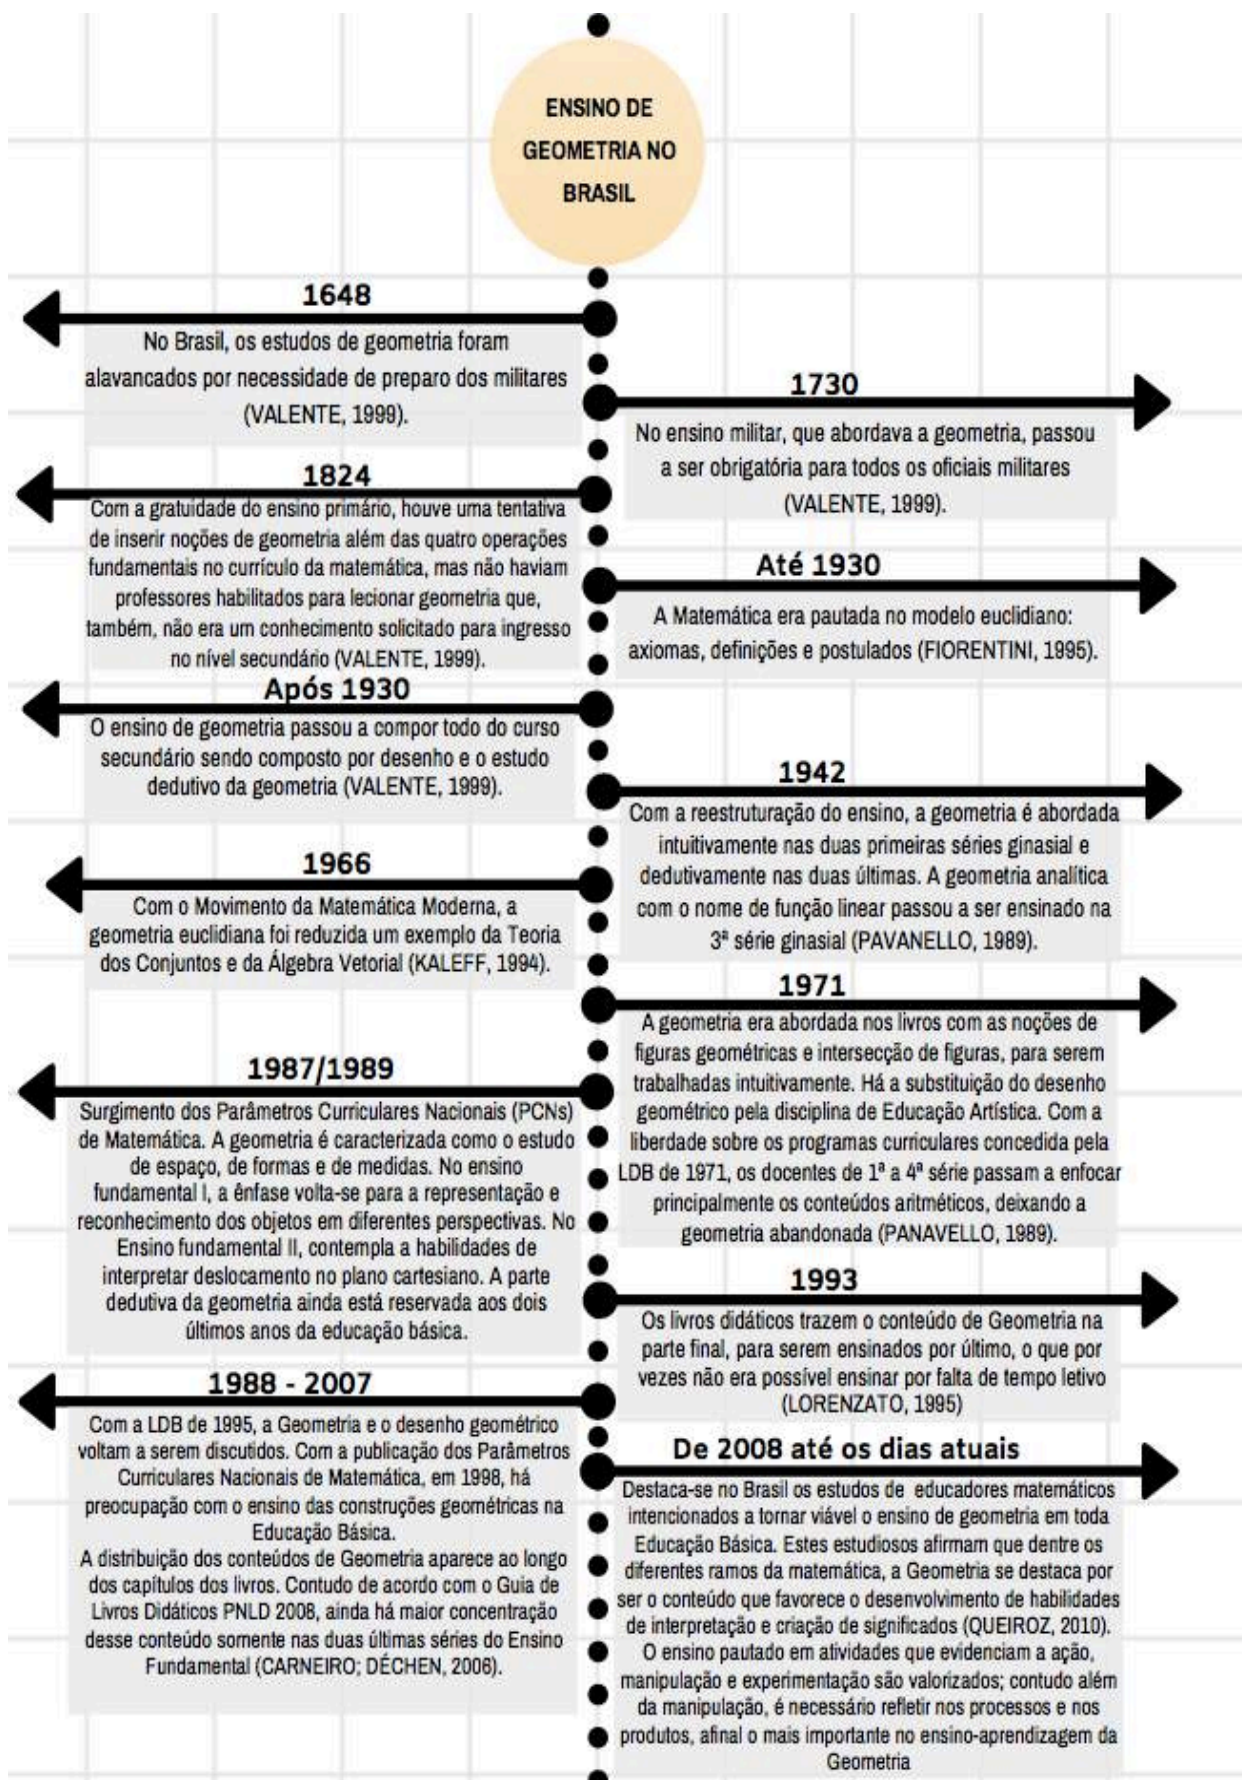 ENSINO DE
GEOMETRIA NO
BRASIL
1648
No Brasil, os estudos de geometria foram
alavancados por necessidade de preparo dos militares
(VALENTE, 1999).
1730
No ensino militar, que abordava a geometria, passou
a ser obrigatória para todos os oficiais militares
(VALENTE, 1999).
1824
Com a gratuidade do ensino primário, houve uma tentativa
de inserir noções de geometria além das quatro operações
fundamentais no currículo da matemática, mas não haviam
professores habilitados para lecionar geometria que,
também, não era um conhecimento solicitado para ingresso
no nível secundário (VALENTE, 1999).
Até 1930
A Matemática era pautada no modelo euclidiano:
axiomas, definições e postulados (FIORENTINI, 1995).
Após 1930
O ensino de geometria passou a compor todo do curso
secundário sendo composto por desenho e o estudo
dedutivo da geometria (VALENTE, 1999).
1942
Com a reestruturação do ensino, a geometria é abordada
intuitivamente nas duas primeiras séries ginasial e
dedutivamente nas duas últimas. A geometria analítica
com o nome de função linear passou a ser ensinado na
3ª série ginasial (PAVANELLO, 1989).
1966
Com o Movimento da Matemática Moderna, a
geometria euclidiana foi reduzida um exemplo da Teoria
dos Conjuntos e da Álgebra Vetorial (KALEFF, 1994).
1971
A geometria era abordada nos livros com as noções de
figuras geométricas e intersecção de figuras, para serem
trabalhadas intuitivamente. Há a substituição do desenho
geométrico pela disciplina de Educação Artística. Com a
liberdade sobre os programas curriculares concedida pela
LDB de 1971, os docentes de 1ª a 4ª série passam a enfocar
principalmente os conteúdos aritméticos, deixando a
geometria abandonada (PANAVELLO, 1989).
1987/1989
Surgimento dos Parâmetros Curriculares Nacionais (PCNs)
de Matemática. A geometria é caracterizada como o estudo
de espaço, de formas e de medidas. No ensino
fundamental I, a ênfase volta-se para a representação e
reconhecimento dos objetos em diferentes perspectivas. No
Ensino fundamental II, contempla a habilidades de
interpretar deslocamento no plano cartesiano. A parte
dedutiva da geometria ainda está reservada aos dois
últimos anos da educação básica.
1993
Os livros didáticos trazem o conteúdo de Geometria na
parte final, para serem ensinados por último, o que por
vezes não era possível ensinar por falta de tempo letivo
(LORENZATO, 1995)
1988 - 2007
Com a LDB de 1995, a Geometria e o desenho geométrico
voltam a serem discutidos. Com a publicação dos Parâmetros
Curriculares Nacionais de Matemática, em 1998, há
preocupação com o ensino das construções geométricas na
Educação Básica.
A distribuição dos conteúdos de Geometria aparece ao longo
dos capítulos dos livros. Contudo de acordo com o Guia de
Livros Didáticos PNLD 2008, ainda há maior concentração
desse conteúdo somente nas duas últimas séries do Ensino
Fundamental (CARNEIRO; DÉCHEN, 2006).
De 2008 até os dias atuais
Destaca-se no Brasil os estudos de educadores matemáticos
intencionados a tornar viável o ensino de geometria em toda
Educação Básica. Estes estudiosos afirmam que dentre os
diferentes ramos da matemática, a Geometria se destaca por
ser o conteúdo que favorece o desenvolvimento de habilidades
de interpretação e criação de significados (QUEIROZ, 2010).
O ensino pautado em atividades que evidenciam a ação,
manipulação e experimentação são valorizados; contudo além
da manipulação, é necessário refletir nos processos e nos
produtos, afinal o mais importante no ensino-aprendizagem da
Geometria